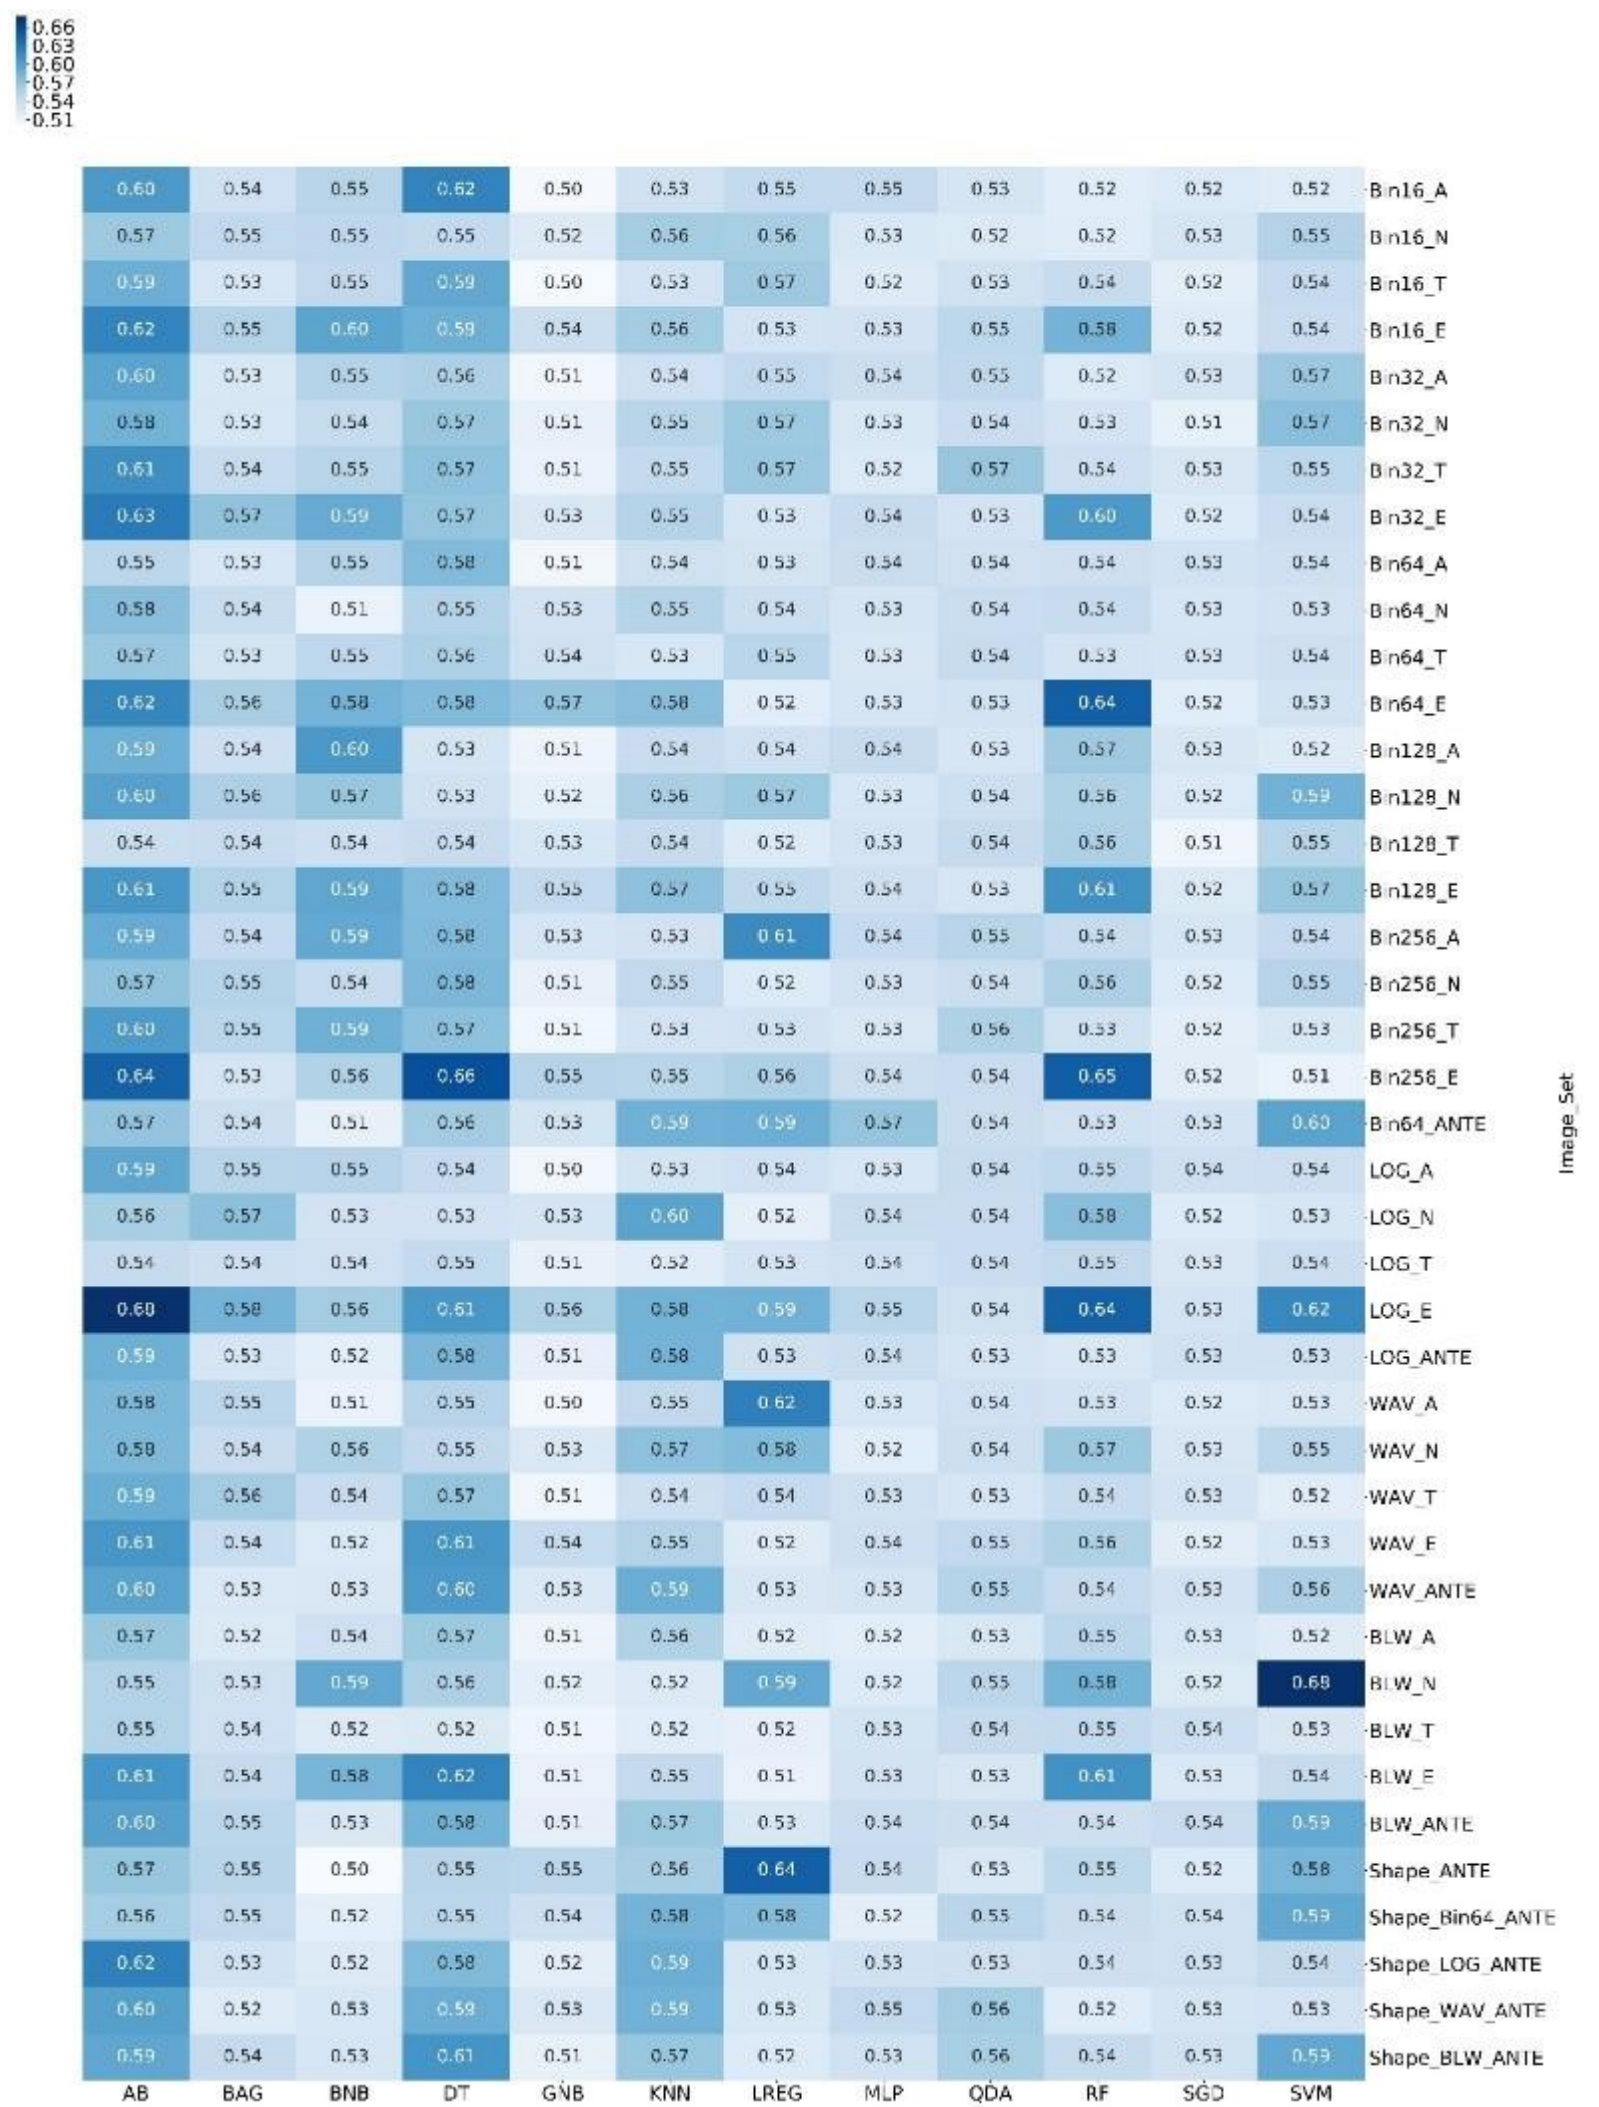 0.66
0.63
0.60
0.57
0.54
0.51
0.60 0.54 0.55 0.62 0.50 0.53 0.55 0.55 0.53 0.52 0.52 0.52 Bin16_A
0.57 0.55 0.55 0.55 0.52 0.56 0.56 0.53 0.52 0.52 0.53 0.55 Bin16_N
0.59 0.53 0.55 0.59 0.50 0.53 0.57 0.52 0.53 0.54 0.52 0.54 Bin16_T
0.62 0.55 0.60 0.59 0.54 0.56 0.53 0.53 0.55 0.58 0.52 0.54 Bin16_E
0.60 0.53 0.55 0.56 0.51 0.54 0.55 0.54 0.55 0.52 0.53 0.57 Bin32_A
0.58 0.53 0.54 0.57 0.51 0.55 0.57 0.53 0.54 0.53 0.51 0.57 Bin32_N
0.61 0.54 0.55 0.57 0.51 0.55 0.57 0.52 0.57 0.54 0.53 0.55 Bin32_T
0.63 0.57 0.59 0.57 0.53 0.55 0.53 0.54 0.53 0.60 0.52 0.54 Bin32_E
0.55 0.53 0.55 0.58 0.51 0.54 0.53 0.54 0.54 0.54 0.53 0.54 Bin64_A
0.58 0.54 0.51 0.55 0.53 0.55 0.54 0.53 0.54 0.54 0.53 0.53 Bin64_N
0.57 0.53 0.55 0.56 0.54 0.53 0.55 0.53 0.54 0.53 0.53 0.54 Bin64_T
0.62 0.56 0.58 0.58 0.57 0.58 0.52 0.53 0.53 0.64 0.52 0.53 Bin64_E
0.59 0.54 0.60 0.53 0.51 0.54 0.54 0.54 0.53 0.57 0.53 0.52 Bin128_A
0.60 0.56 0.57 0.53 0.52 0.56 0.57 0.53 0.54 0.56 0.52 0.59 Bin128_N
0.54 0.54 0.54 0.54 0.53 0.54 0.52 0.53 0.54 0.56 0.51 0.55 Bin128_T
0.61 0.55 0.59 0.58 0.55 0.57 0.55 0.54 0.53 0.61 0.52 0.57 Bin128_E
0.59 0.54 0.59 0.58 0.53 0.53 0.61 0.54 0.55 0.54 0.53 0.54 Bin256_A
0.57 0.55 0.54 0.58 0.51 0.55 0.52 0.53 0.54 0.56 0.52 0.55 Bin256_N
0.60 0.55 0.59 0.57 0.51 0.53 0.53 0.53 0.56 0.53 0.52 0.53 Bin256_T
0.64 0.53 0.56 0.66 0.55 0.55 0.56 0.54 0.54 0.65 0.52 0.51 Bin256_E
0.57 0.54 0.51 0.56 0.53 0.59 0.59 0.57 0.54 0.53 0.53 0.60 Bin64_ANTE
0.59 0.55 0.55 0.54 0.50 0.53 0.54 0.53 0.54 0.55 0.54 0.54 LOG_A
0.56 0.57 0.53 0.53 0.53 0.60 0.52 0.54 0.54 0.58 0.52 0.53 LOG_N
0.54 0.54 0.54 0.55 0.51 0.52 0.53 0.54 0.54 0.55 0.53 0.54 LOG_T
0.68 0.58 0.56 0.61 0.56 0.58 0.59 0.55 0.54 0.64 0.53 0.62 LOG_E
0.59 0.53 0.52 0.58 0.51 0.58 0.53 0.54 0.53 0.53 0.53 0.53 LOG_ANTE
0.58 0.55 0.51 0.55 0.50 0.55 0.62 0.53 0.54 0.53 0.52 0.53 WAV_A
0.58 0.54 0.56 0.55 0.53 0.57 0.58 0.52 0.54 0.57 0.53 0.55 WAV_N
0.59 0.56 0.54 0.57 0.51 0.54 0.54 0.53 0.53 0.54 0.53 0.52 WAV_T
0.61 0.54 0.52 0.61 0.54 0.55 0.52 0.54 0.55 0.56 0.52 0.53 WAV_E
0.60 0.53 0.53 0.60 0.53 0.59 0.53 0.53 0.55 0.54 0.53 0.56 WAV_ANTE
0.57 0.52 0.54 0.57 0.51 0.56 0.52 0.52 0.53 0.55 0.53 0.52 BLW_A
0.55 0.53 0.59 0.56 0.52 0.52 0.59 0.52 0.55 0.58 0.52 0.68 BLW_N
0.55 0.54 0.52 0.52 0.51 0.52 0.52 0.53 0.54 0.55 0.54 0.53 BLW_T
0.61 0.54 0.58 0.62 0.51 0.55 0.51 0.53 0.53 0.61 0.53 0.54 BLW_E
0.60 0.55 0.53 0.58 0.51 0.57 0.53 0.54 0.54 0.54 0.54 0.59 BLW_ANTE
0.57 0.55 0.50 0.55 0.55 0.56 0.64 0.54 0.53 0.55 0.52 0.58 Shape_ANTE
0.56 0.55 0.52 0.55 0.54 0.58 0.58 0.52 0.55 0.54 0.54 0.59 Shape_Bin64_ANTE
0.62 0.53 0.52 0.58 0.52 0.59 0.53 0.53 0.53 0.54 0.53 0.54 Shape_LOG_ANTE
0.60 0.52 0.53 0.59 0.53 0.59 0.53 0.55 0.56 0.52 0.53 0.53 Shape_WAV_ANTE
0.59 0.54 0.53 0.61 0.51 0.57 0.52 0.53 0.56 0.54 0.53 0.59 Shape_BLW_ANTE
AB BAG BNB DT GNB KNN LREG MLP QDA RF SGD SVM
Image_Set